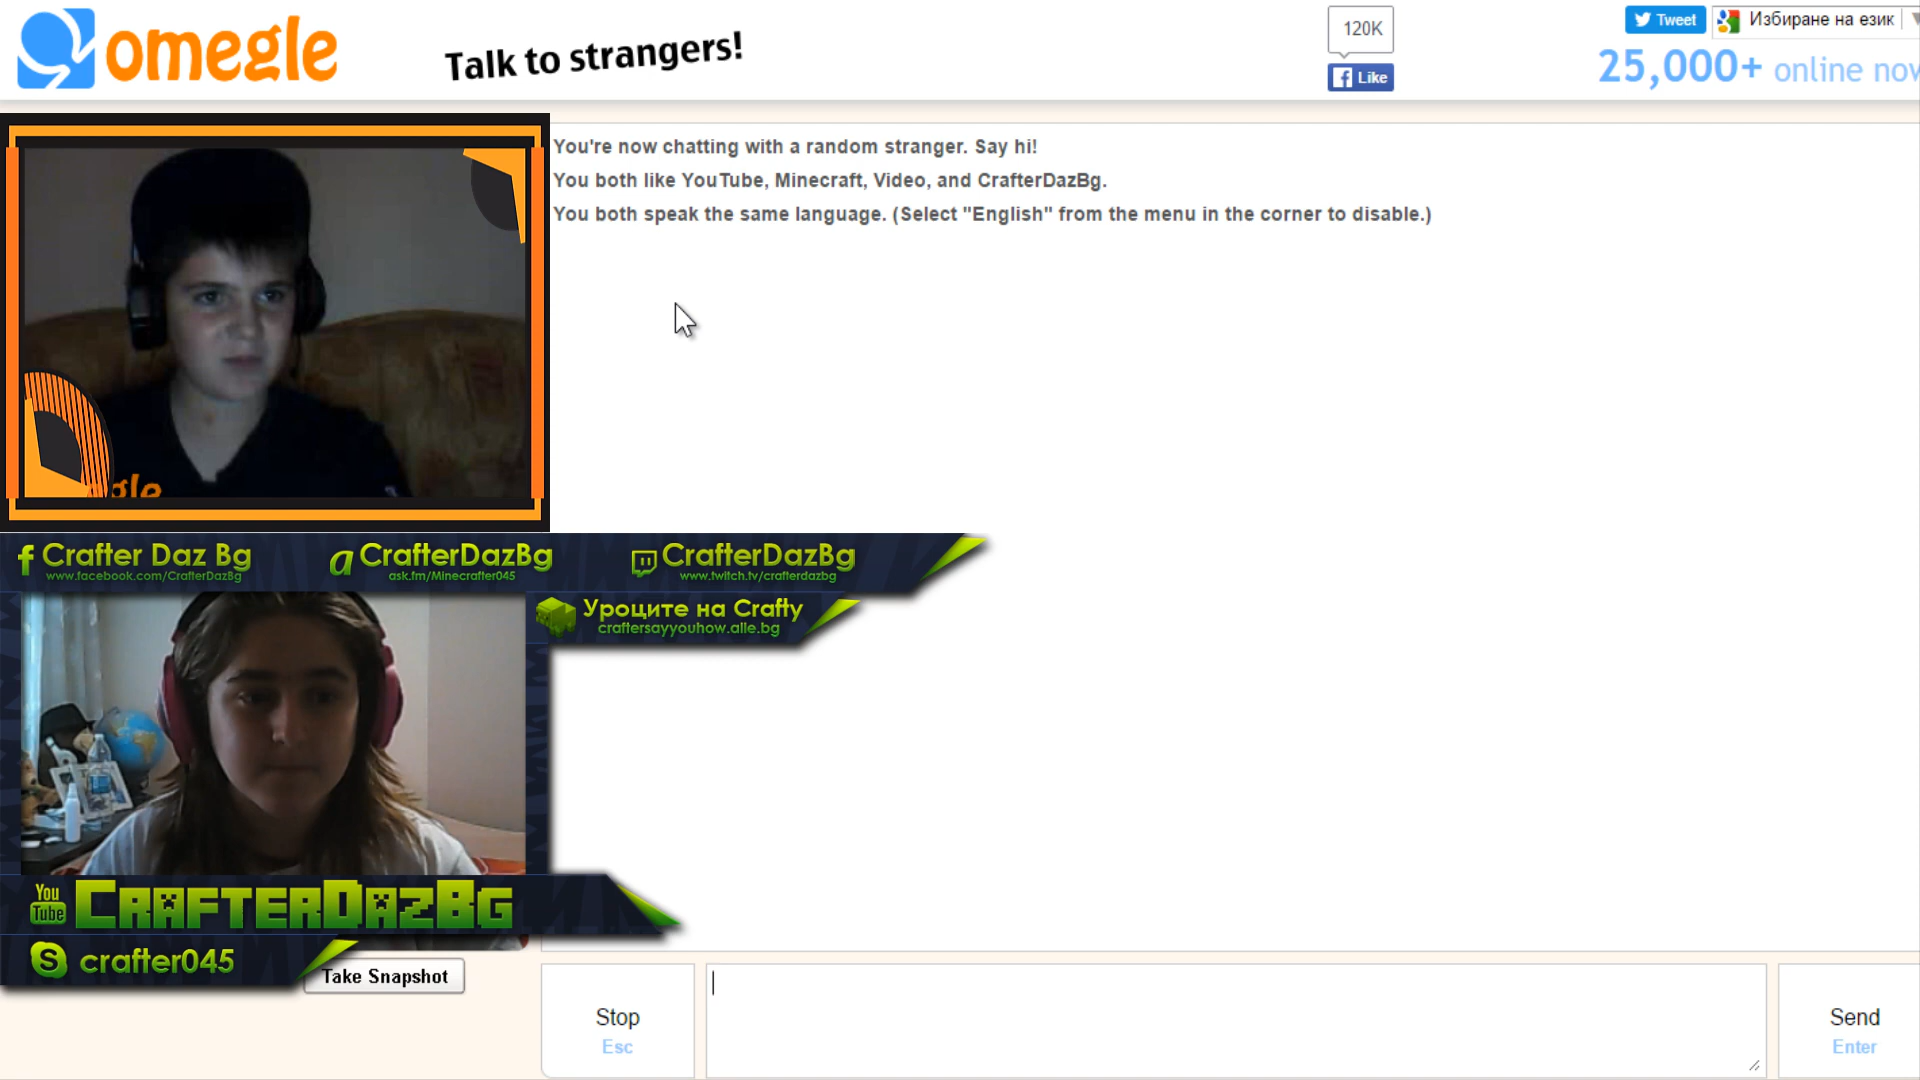 omegle
Talk to strangers!
120K
Like
Tweet
Избиране на език
25,000+ online now
You're now chatting with a random stranger. Say hi!
You both like YouTube, Minecraft, Video, and CrafterDazBg.
You both speak the same language. (Select "English" from the menu in the corner to disable.)
gle
Crafter Daz Bg
www.facebook.com/CrafterDazBg
CrafterDazBg
ask.fm/Minecrafter045
CrafterDazBg
www.twitch.tv/crafterdazbg
Уроците на Crafty
craftersayyouhow.alle.bg
You Tube
CRAFTERDAZBG
crafter045
Take Snapshot
Stop
Esc
Send
Enter